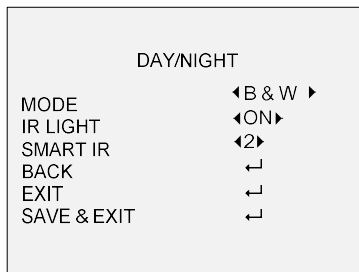 DAY/NIGHT
MODE ◂B & W ▸
IR LIGHT ◂ON▸
SMART IR ◂2▸
BACK ↵
EXIT ↵
SAVE & EXIT ↵